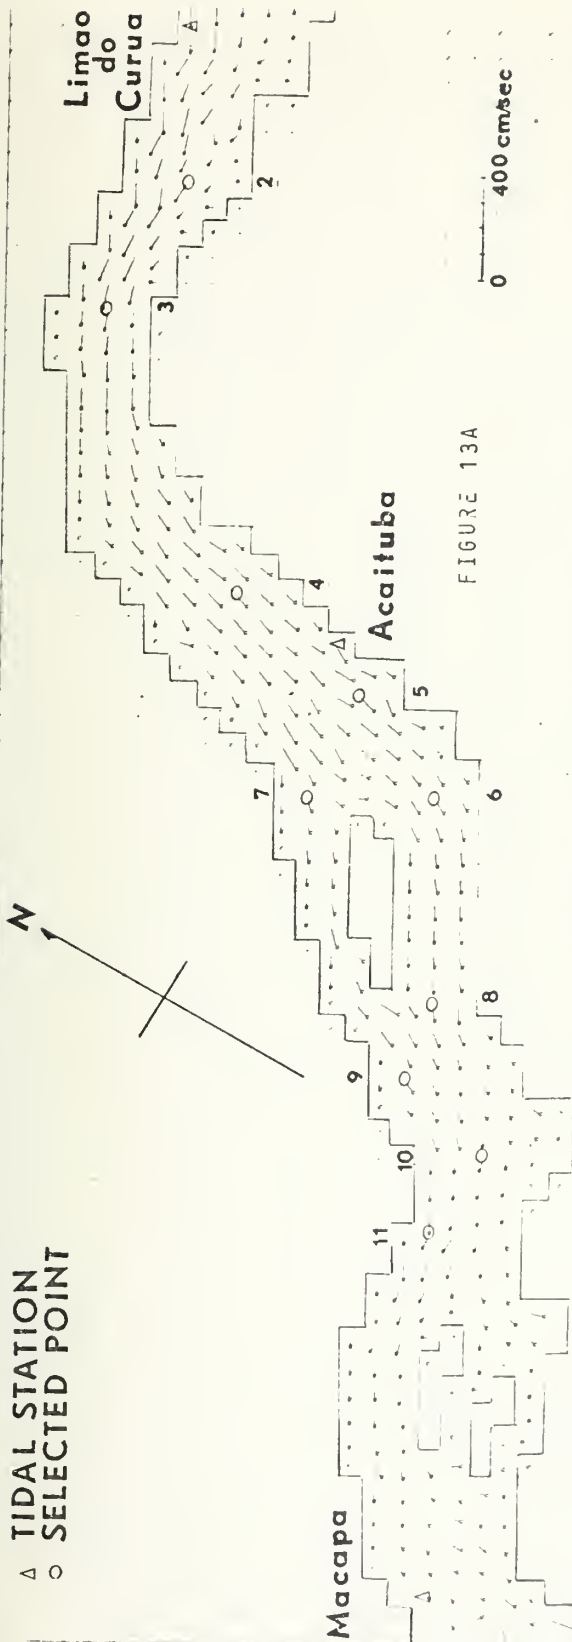 △ TIDAL STATION
○ SELECTED POINT
N
Macapa
11
10
9
8
7
6
5
4
3
2
Acaituba
Limao
do
Curua
0 400 cm/sec
FIGURE 13A